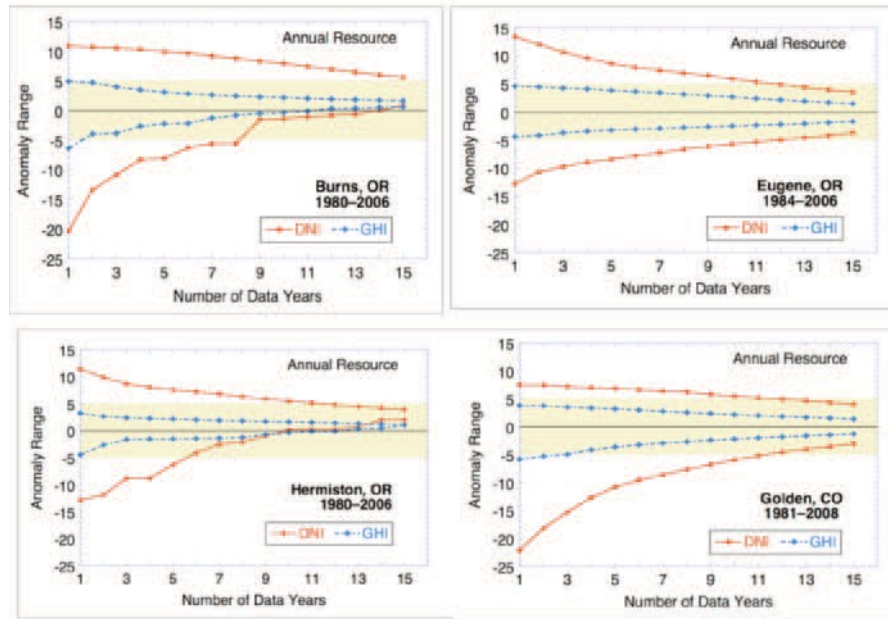 15
10
5
0
-5
-10
-15
-20
-25
Anomaly Range
Annual Resource
Burns, OR
1980–2006
DNI GHI
1 3 5 7 9 11 13 15
Number of Data Years
15
10
5
0
-5
-10
-15
-20
-25
Anomaly Range
Annual Resource
Eugene, OR
1984–2006
DNI GHI
1 3 5 7 9 11 13 15
Number of Data Years
15
10
5
0
-5
-10
-15
-20
-25
Anomaly Range
Annual Resource
Hermiston, OR
1980–2006
DNI GHI
1 3 5 7 9 11 13 15
Number of Data Years
15
10
5
0
-5
-10
-15
-20
-25
Anomaly Range
Annual Resource
Golden, CO
1981–2008
DNI GHI
1 3 5 7 9 11 13 15
Number of Data Years